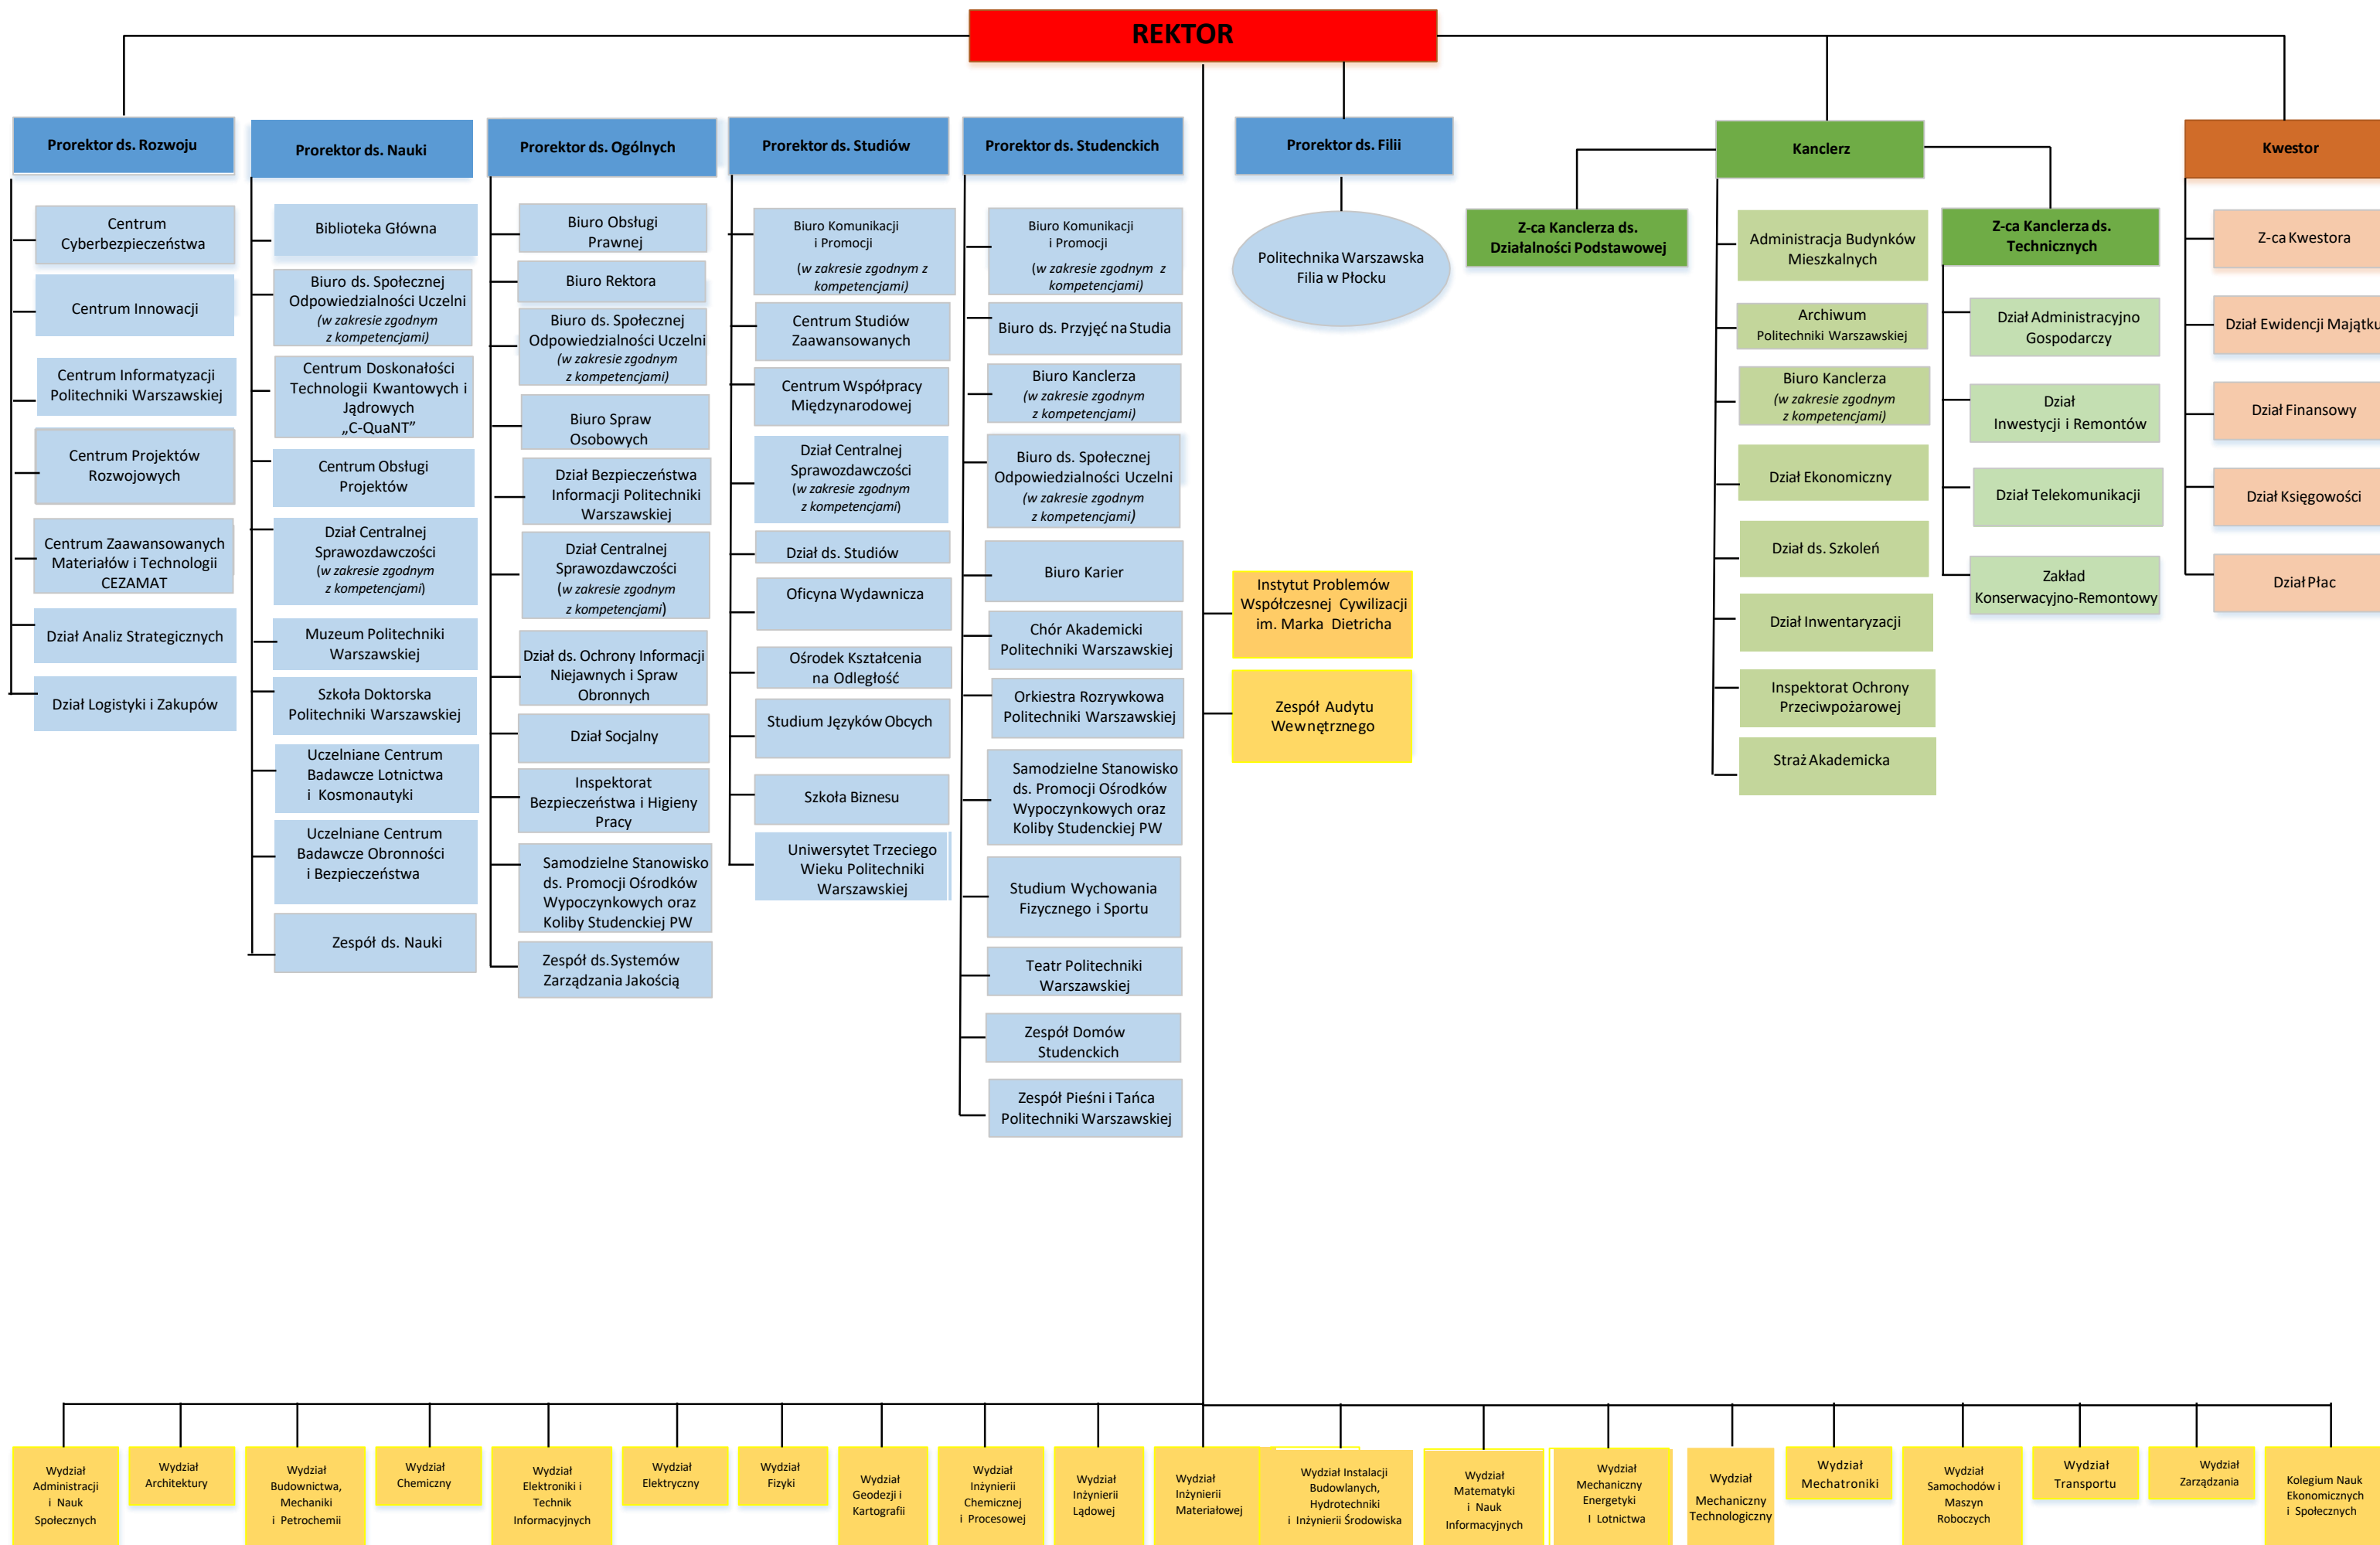 REKTOR
Prorektor ds. Rozwoju
Centrum
Cyberbezpieczeństwa
Centrum Innowacji
Centrum Informatyzacji
Politechniki Warszawskiej
Centrum Projektów
Rozwojowych
Centrum Zaawansowanych
Materiałów i Technologii
CEZAMAT
Dział Analiz Strategicznych
Dział Logistyki i Zakupów
Prorektor ds. Nauki
Biblioteka Główna
Biuro ds. Społecznej
Odpowiedzialności Uczelni
(w zakresie zgodnym
z kompetencjami)
Centrum Doskonałości
Technologii Kwantowych i
Jądrowych
„C-QuaNT”
Centrum Obsługi
Projektów
Dział Centralnej
Sprawozdawczości
(w zakresie zgodnym
z kompetencjami)
Muzeum Politechniki
Warszawskiej
Szkoła Doktorska
Politechniki Warszawskiej
Uczelniane Centrum
Badawcze Lotnictwa
i Kosmonautyki
Uczelniane Centrum
Badawcze Obronności
i Bezpieczeństwa
Zespół ds. Nauki
Prorektor ds. Ogólnych
Biuro Obsługi
Prawnej
Biuro Rektora
Biuro ds. Społecznej
Odpowiedzialności Uczelni
(w zakresie zgodnym
z kompetencjami)
Biuro Spraw
Osobowych
Dział Bezpieczeństwa
Informacji Politechniki
Warszawskiej
Dział Centralnej
Sprawozdawczości
(w zakresie zgodnym
z kompetencjami)
Dział ds. Ochrony Informacji
Niejawnych i Spraw
Obronnych
Dział Socjalny
Inspektorat
Bezpieczeństwa i Higieny
Pracy
Samodzielne Stanowisko
ds. Promocji Ośrodków
Wypoczynkowych oraz
Koliby Studenckiej PW
Zespół ds.Systemów
Zarządzania Jakością
Prorektor ds. Studiów
Biuro Komunikacji
i Promocji
(w zakresie zgodnym z
kompetencjami)
Centrum Studiów
Zaawansowanych
Centrum Współpracy
Międzynarodowej
Dział Centralnej
Sprawozdawczości
(w zakresie zgodnym
z kompetencjami)
Dział ds. Studiów
Oficyna Wydawnicza
Ośrodek Kształcenia
na Odległość
Studium Języków Obcych
Szkoła Biznesu
Uniwersytet Trzeciego
Wieku Politechniki
Warszawskiej
Prorektor ds. Studenckich
Biuro Komunikacji
i Promocji
(w zakresie zgodnym z
kompetencjami)
Biuro ds. Przyjęć na Studia
Biuro Kanclerza
(w zakresie zgodnym
z kompetencjami)
Biuro ds. Społecznej
Odpowiedzialności Uczelni
(w zakresie zgodnym
z kompetencjami)
Biuro Karier
Chór Akademicki
Politechniki Warszawskiej
Orkiestra Rozrywkowa
Politechniki Warszawskiej
Samodzielne Stanowisko
ds. Promocji Ośrodków
Wypoczynkowych oraz
Koliby Studenckiej PW
Studium Wychowania
Fizycznego i Sportu
Teatr Politechniki
Warszawskiej
Zespół Domów
Studenckich
Zespół Pieśni i Tańca
Politechniki Warszawskiej
Prorektor ds. Filii
Politechnika Warszawska
Filia w Płocku
Instytut Problemów
Współczesnej Cywilizacji
im. Marka Dietricha
Zespół Audytu
Wewnętrznego
Kanclerz
Z-ca Kanclerza ds.
Działalności Podstawowej
Administracja Budynków
Mieszkalnych
Archiwum
Politechniki Warszawskiej
Biuro Kanclerza
(w zakresie zgodnym
z kompetencjami)
Dział Ekonomiczny
Dział ds. Szkoleń
Dział Inwentaryzacji
Inspektorat Ochrony
Przeciwpożarowej
Straż Akademicka
Z-ca Kanclerza ds.
Technicznych
Dział Administracyjno
Gospodarczy
Dział
Inwestycji i Remontów
Dział Telekomunikacji
Zakład
Konserwacyjno-Remontowy
Kwestor
Z-ca Kwestora
Dział Ewidencji Majątku
Dział Finansowy
Dział Księgowości
Dział Płac
Wydział
Administracji
i Nauk
Społecznych
Wydział
Architektury
Wydział
Budownictwa,
Mechaniki
i Petrochemii
Wydział
Chemiczny
Wydział
Elektroniki i
Technik
Informacyjnych
Wydział
Elektryczny
Wydział
Fizyki
Wydział
Geodezji i
Kartografii
Wydział
Inżynierii
Chemicznej
i Procesowej
Wydział
Inżynierii
Lądowej
Wydział
Inżynierii
Materiałowej
Wydział Instalacji
Budowlanych,
Hydrotechniki
i Inżynierii Środowiska
Wydział
Matematyki
i Nauk
Informacyjnych
Wydział
Mechaniczny
Energetyki
I Lotnictwa
Wydział
Mechaniczny
Technologiczny
Wydział
Mechatroniki
Wydział
Samochodów i
Maszyn
Roboczych
Wydział
Transportu
Wydział
Zarządzania
Kolegium Nauk
Ekonomicznych
i Społecznych